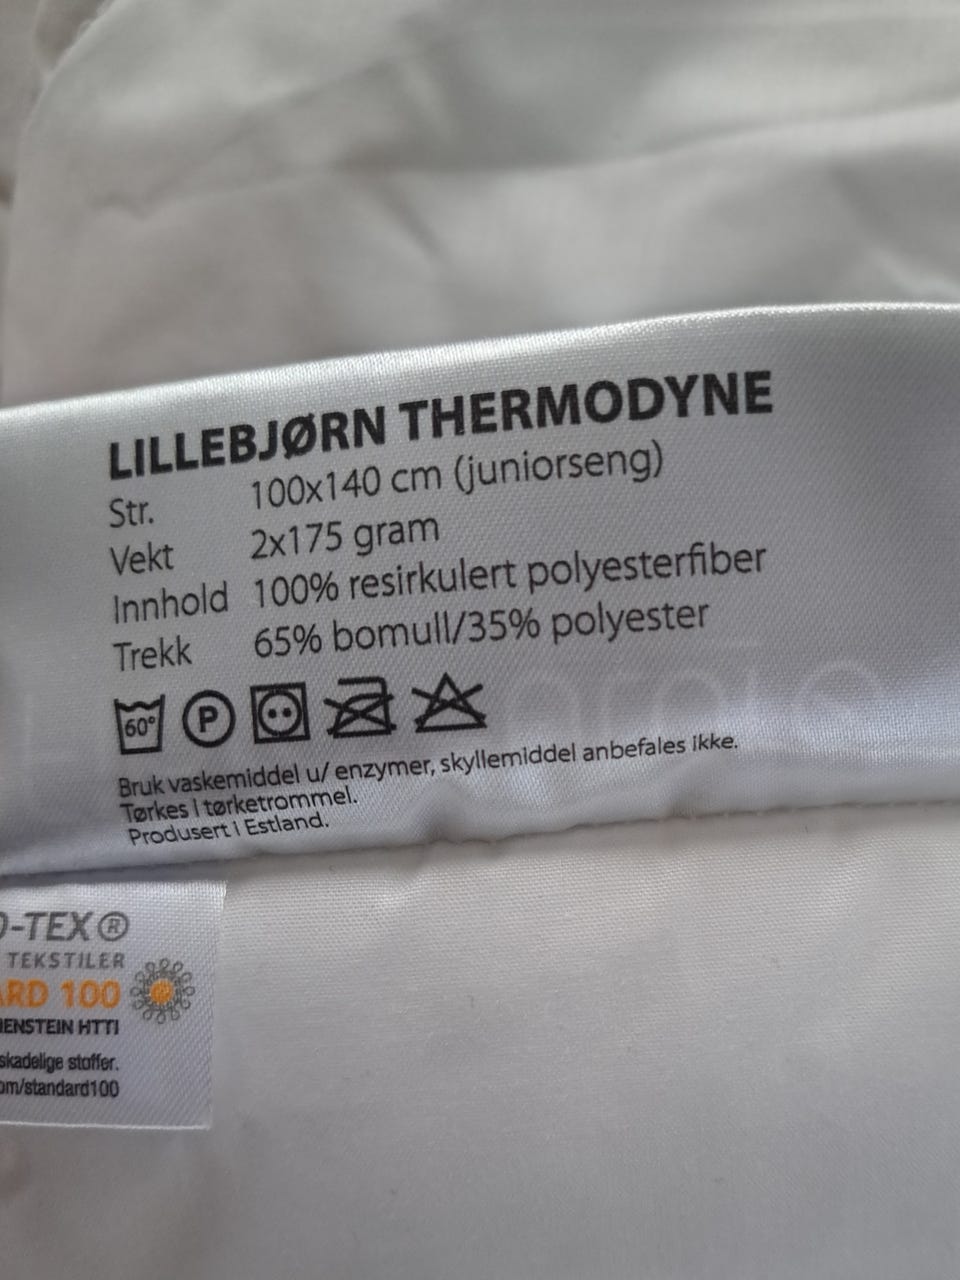 LILLEBJØRN THERMODYNE
Str. 100x140 cm (juniorseng)
Vekt 2x175 gram
Innhold 100% resirkulert polyesterfiber
Trekk 65% bomull/35% polyester
60° P
Bruk vaskemiddel u/ enzymer, skyllemiddel anbefales ikke.
Tørkes i tørketrommel.
Produsert i Estland.
-TEX®
TEKSTILER
ARD 100
ENSTEIN HTTI
skadelige stoffer.
om/standard100